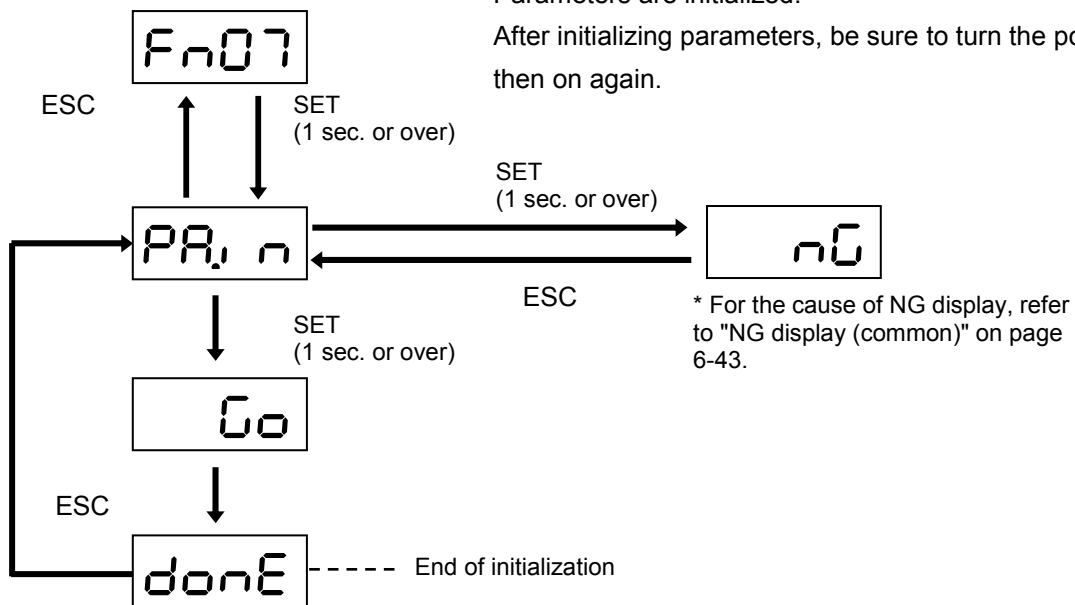 Parameters are initialized.
After initializing parameters, be sure to turn the po
then on again.
Fn07
ESC
SET
(1 sec. or over)
SET
(1 sec. or over)
PA.in
nG
ESC
* For the cause of NG display, refer
to "NG display (common)" on page
6-43.
SET
(1 sec. or over)
Go
ESC
donE
End of initialization